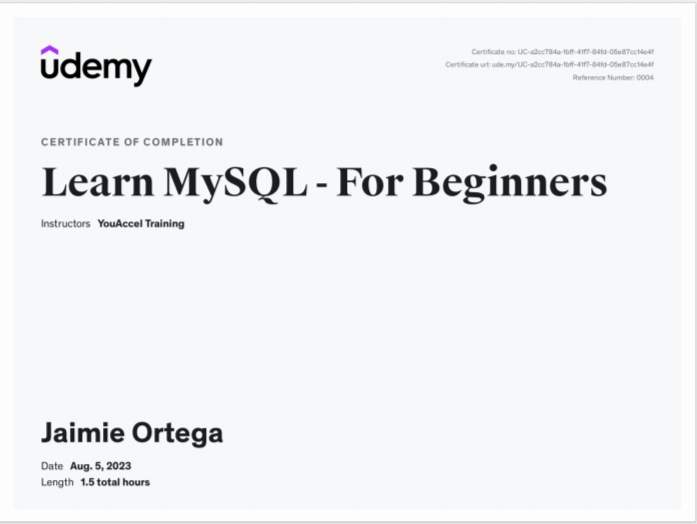 udemy
Certificate no: UC-a2cc784a-fbff-41f7-84fd-05e87cc14e4f
Certificate url: ude.my/UC-a2cc784a-fbff-41f7-84fd-05e87cc14e4f
Reference Number: 0004
CERTIFICATE OF COMPLETION
Learn MySQL - For Beginners
Instructors YouAccel Training
Jaimie Ortega
Date Aug. 5, 2023
Length 1.5 total hours